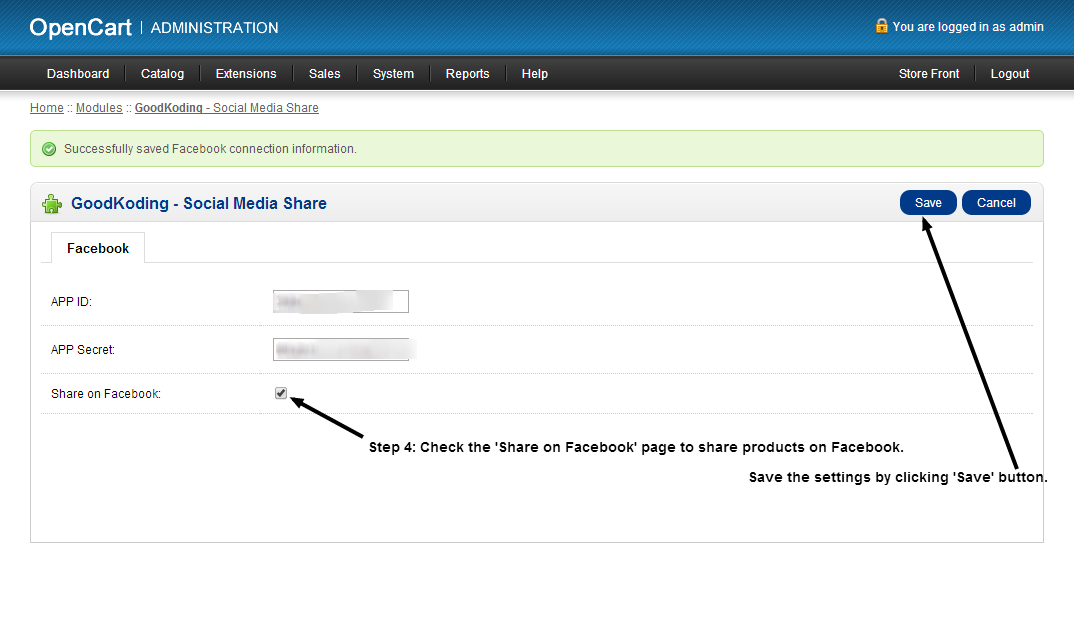 OpenCart | ADMINISTRATION
You are logged in as admin
Dashboard Catalog Extensions Sales System Reports Help Store Front Logout
Home :: Modules :: GoodKoding - Social Media Share
Successfully saved Facebook connection information.
GoodKoding - Social Media Share
Save Cancel
Facebook
APP ID:
APP Secret:
Share on Facebook:
Step 4: Check the 'Share on Facebook' page to share products on Facebook.
Save the settings by clicking 'Save' button.